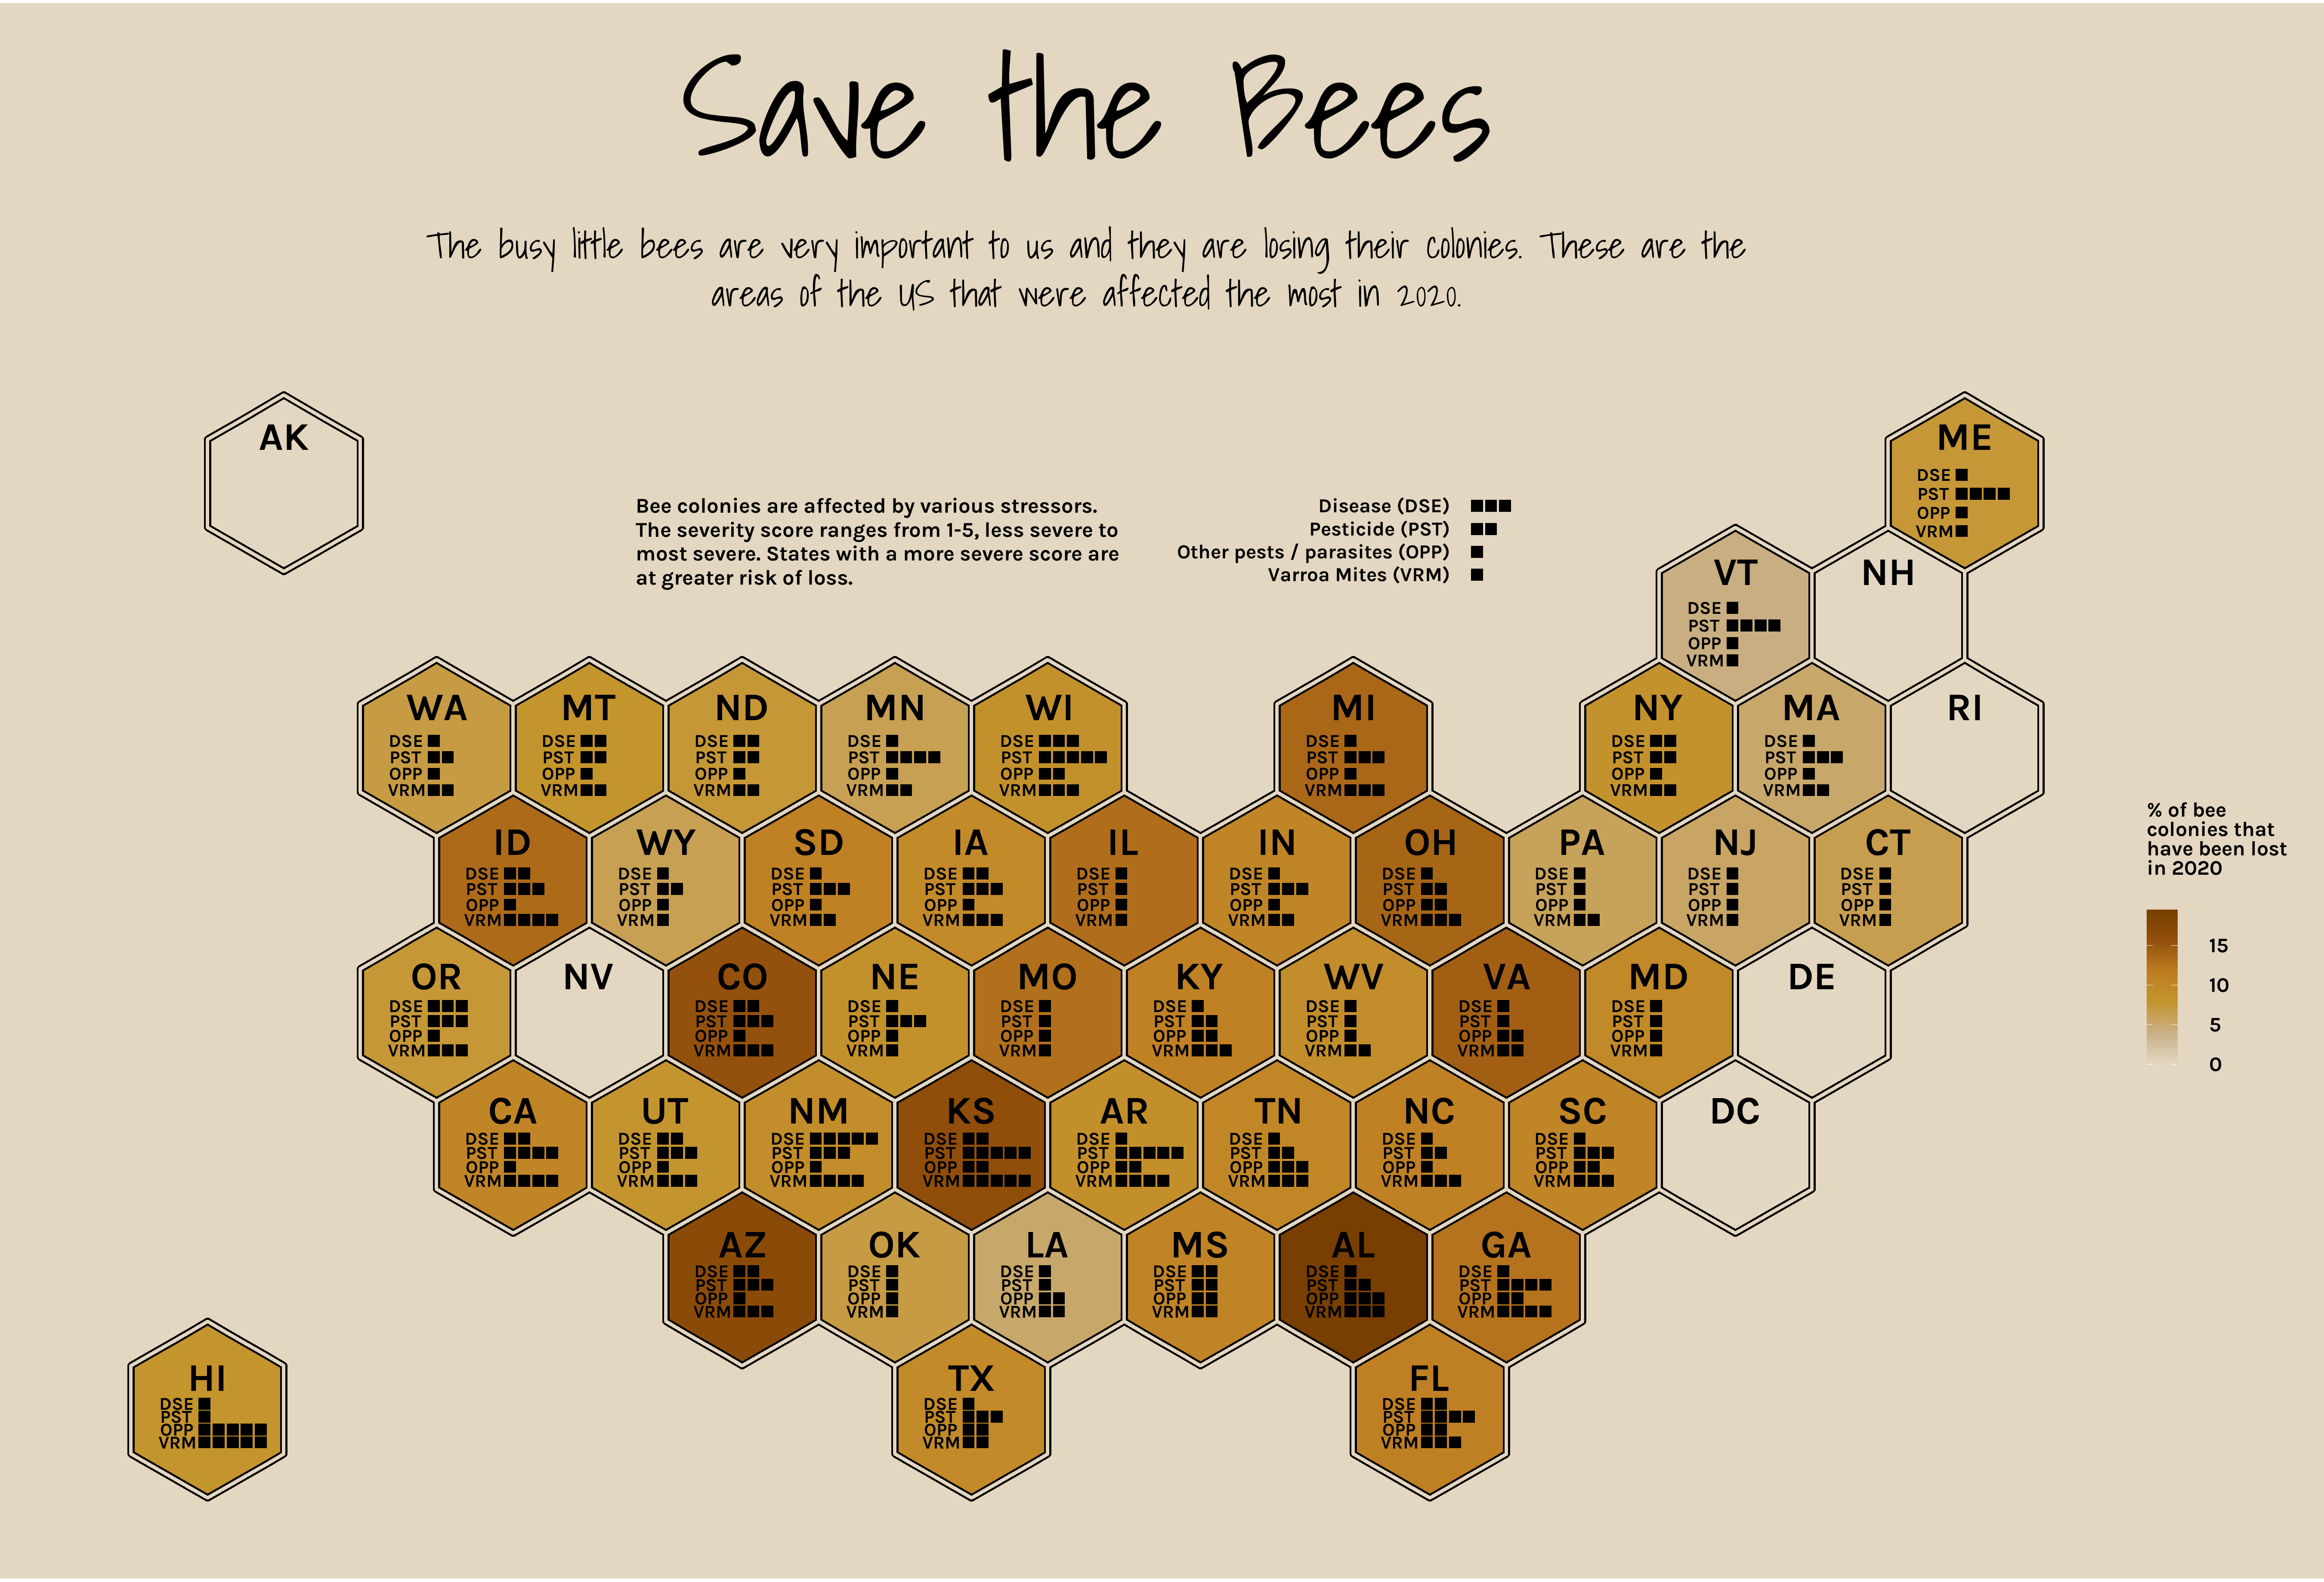 Save the Bees
The busy little bees are very important to us and they are losing their colonies. These are the
areas of the US that were affected the most in 2020.
AK
ME
DSE
PST
OPP
VRM
Bee colonies are affected by various stressors.
The severity score ranges from 1-5, less severe to
most severe. States with a more severe score are
at greater risk of loss.
Disease (DSE)
Pesticide (PST)
Other pests / parasites (OPP)
Varroa Mites (VRM)
VT
DSE
PST
OPP
VRM
NH
WA
DSE
PST
OPP
VRM
MT
DSE
PST
OPP
VRM
ND
DSE
PST
OPP
VRM
MN
DSE
PST
OPP
VRM
WI
DSE
PST
OPP
VRM
MI
DSE
PST
OPP
VRM
NY
DSE
PST
OPP
VRM
MA
DSE
PST
OPP
VRM
RI
ID
DSE
PST
OPP
VRM
WY
DSE
PST
OPP
VRM
SD
DSE
PST
OPP
VRM
IA
DSE
PST
OPP
VRM
IL
DSE
PST
OPP
VRM
IN
DSE
PST
OPP
VRM
OH
DSE
PST
OPP
VRM
PA
DSE
PST
OPP
VRM
NJ
DSE
PST
OPP
VRM
CT
DSE
PST
OPP
VRM
% of bee
colonies that
have been lost
in 2020
15
10
5
0
OR
DSE
PST
OPP
VRM
NV
CO
DSE
PST
OPP
VRM
NE
DSE
PST
OPP
VRM
MO
DSE
PST
OPP
VRM
KY
DSE
PST
OPP
VRM
WV
DSE
PST
OPP
VRM
VA
DSE
PST
OPP
VRM
MD
DSE
PST
OPP
VRM
DE
CA
DSE
PST
OPP
VRM
UT
DSE
PST
OPP
VRM
NM
DSE
PST
OPP
VRM
KS
DSE
PST
OPP
VRM
AR
DSE
PST
OPP
VRM
TN
DSE
PST
OPP
VRM
NC
DSE
PST
OPP
VRM
SC
DSE
PST
OPP
VRM
DC
AZ
DSE
PST
OPP
VRM
OK
DSE
PST
OPP
VRM
LA
DSE
PST
OPP
VRM
MS
DSE
PST
OPP
VRM
AL
DSE
PST
OPP
VRM
GA
DSE
PST
OPP
VRM
HI
DSE
PST
OPP
VRM
TX
DSE
PST
OPP
VRM
FL
DSE
PST
OPP
VRM